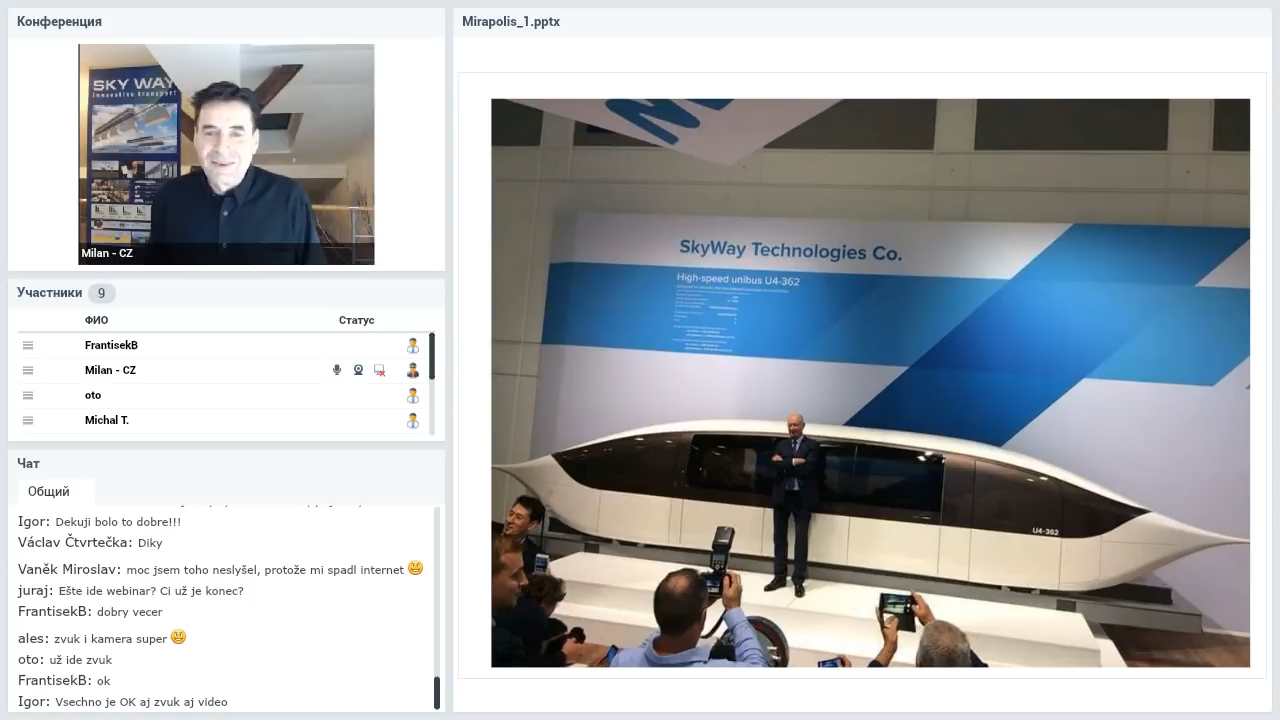 Конференция
SKY WAY
Innovative transport
Milan - CZ
Участники 9
ФИО Статус
FrantisekB
Milan - CZ
oto
Michal T.
Чат
Общий
Igor: Dekuji bolo to dobre!!!
Václav Čtvrtečka: Diky
Vaněk Miroslav: moc jsem toho neslyšel, protože mi spadl internet
juraj: Ešte ide webinar? Ci už je konec?
FrantisekB: dobry vecer
ales: zvuk i kamera super
oto: už ide zvuk
FrantisekB: ok
Igor: Vsechno je OK aj zvuk aj video
Mirapolis_1.pptx
SkyWay Technologies Co.
High-speed unibus U4-362
U4-362